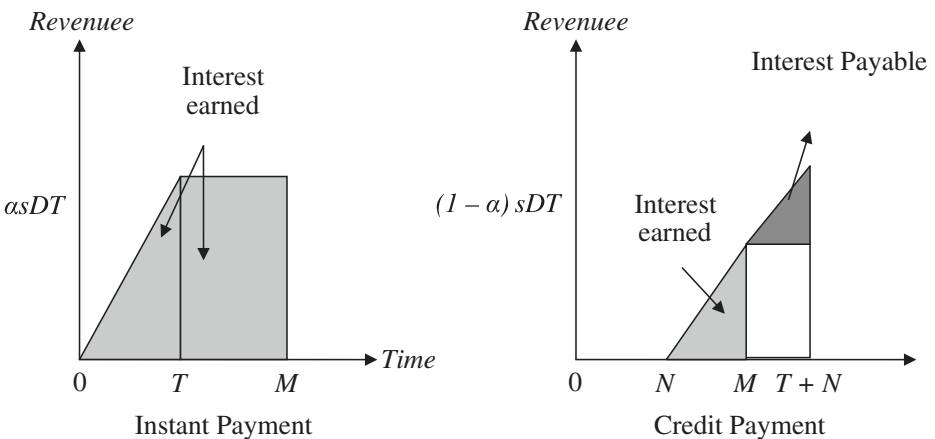 Revenuee
Interest
earned
αsDT
Time
0
T
M
Instant Payment
Revenuee
Interest Payable
(1 – α) sDT
Interest
earned
0
N
M
T + N
Credit Payment